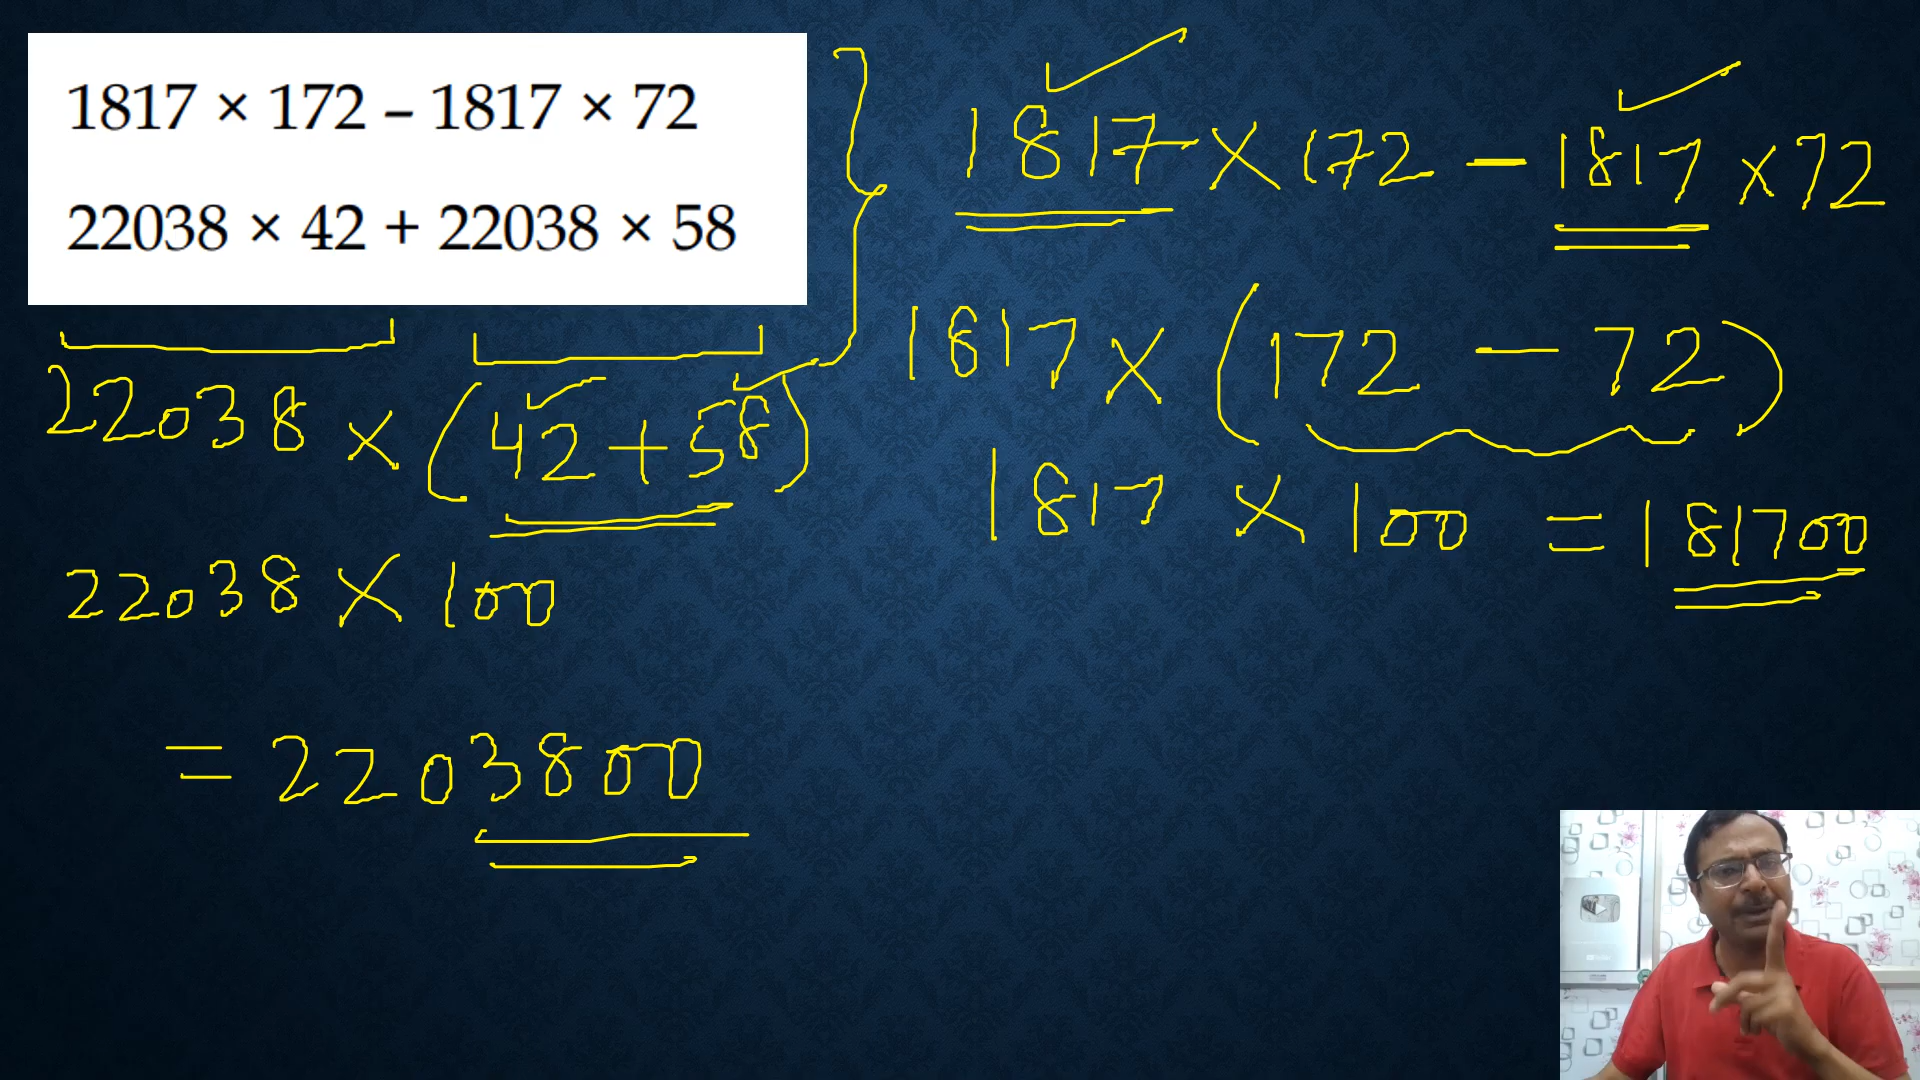 1817 × 172 – 1817 × 72
22038 × 42 + 22038 × 58
1817 × 172 – 1817 × 72
1817 × (172 – 72)
1817 × 100 = 181700
22038 × (42 + 58)
22038 × 100
= 2203800